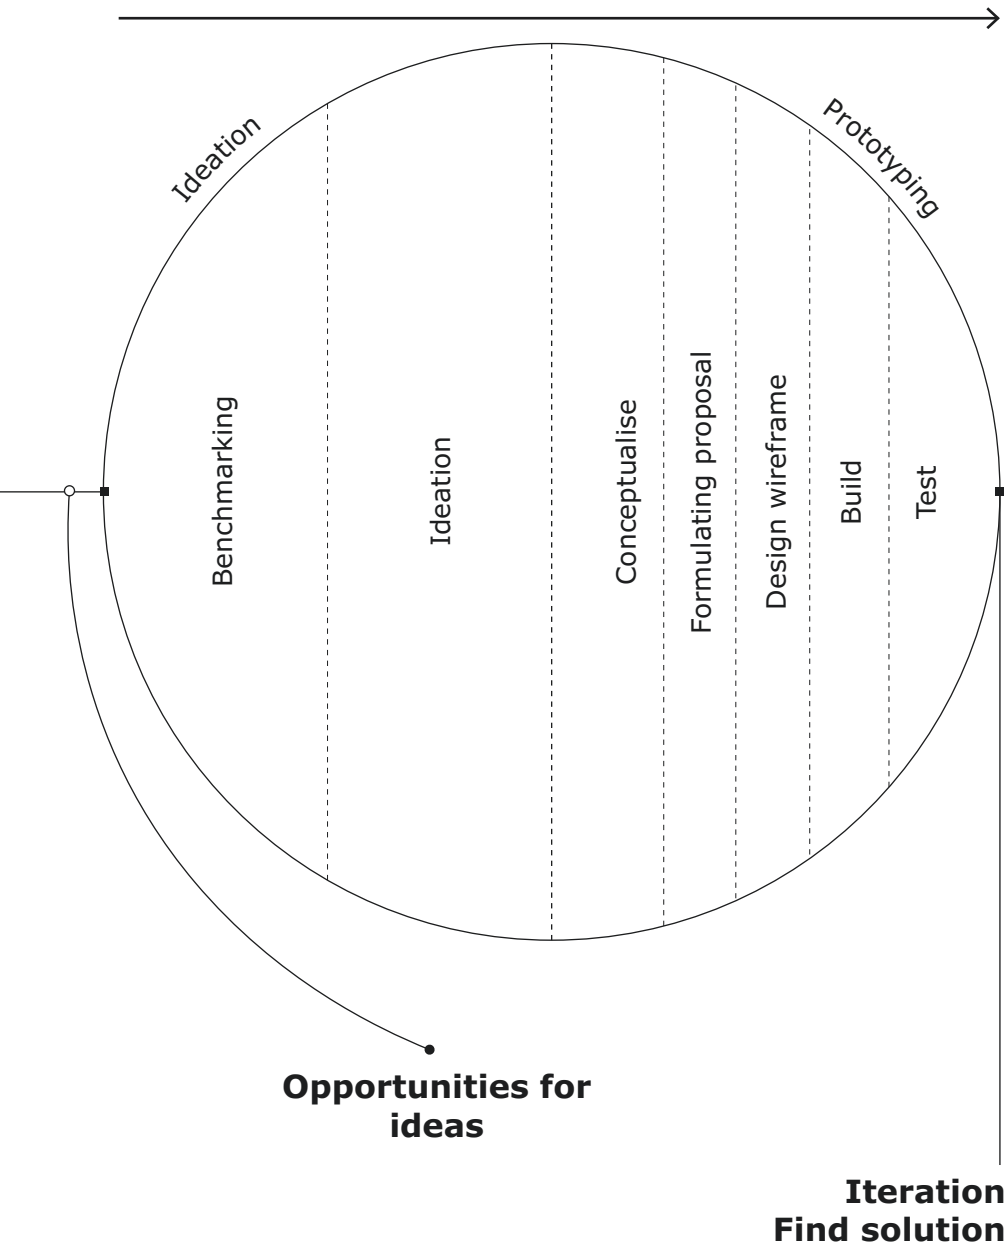 Ideation
Prototyping
Benchmarking
Ideation
Conceptualise
Formulating proposal
Design wireframe
Build
Test
Opportunities for
ideas
Iteration
Find solution